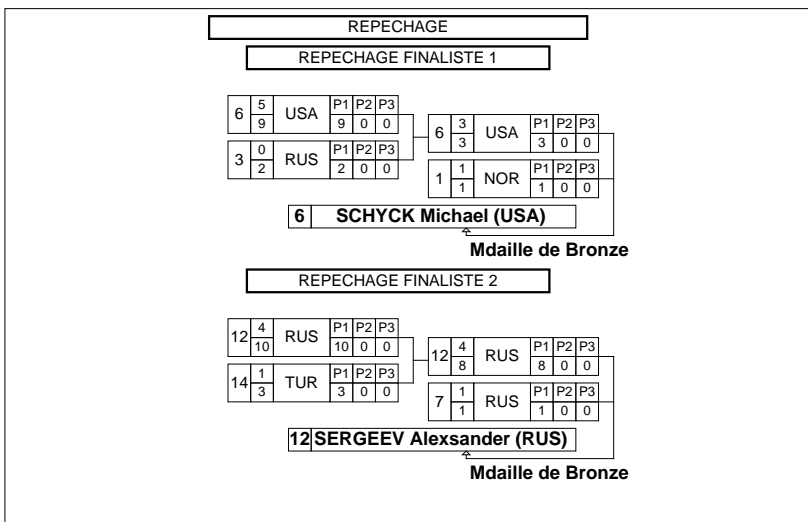 REPECHAGE
REPECHAGE FINALISTE 1
6 5 9 USA P1 P2 P3 9 0 0
3 0 2 RUS P1 P2 P3 2 0 0
6 3 3 USA P1 P2 P3 3 0 0
1 1 1 NOR P1 P2 P3 1 0 0
6 SCHYCK Michael (USA)
Mdaille de Bronze
REPECHAGE FINALISTE 2
12 4 10 RUS P1 P2 P3 10 0 0
14 1 3 TUR P1 P2 P3 3 0 0
12 4 8 RUS P1 P2 P3 8 0 0
7 1 1 RUS P1 P2 P3 1 0 0
12 SERGEEV Alexsander (RUS)
Mdaille de Bronze